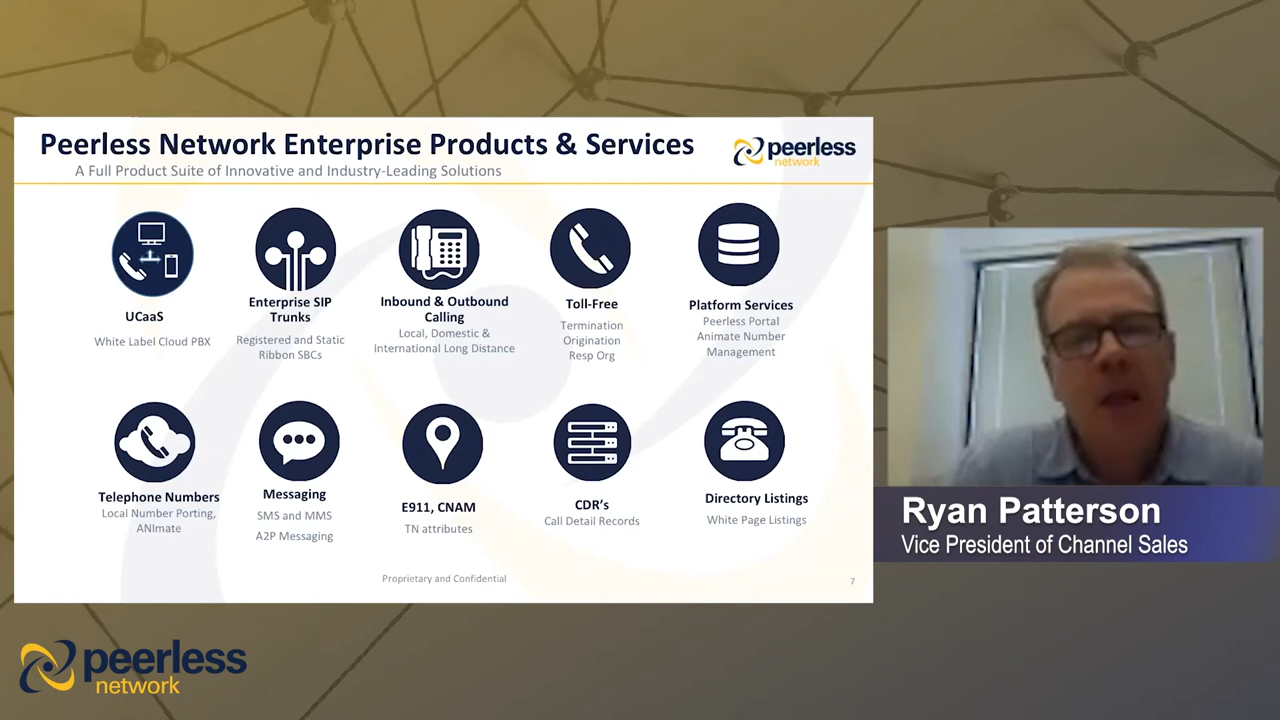 Peerless Network Enterprise Products & Services
A Full Product Suite of Innovative and Industry-Leading Solutions
peerless
network
UCaaS
White Label Cloud PBX
Enterprise SIP
Trunks
Registered and Static
Ribbon SBCs
Inbound & Outbound
Calling
Local, Domestic &
International Long Distance
Toll-Free
Termination
Origination
Resp Org
Platform Services
Peerless Portal
Animate Number
Management
Telephone Numbers
Local Number Porting,
ANImate
Messaging
SMS and MMS
A2P Messaging
E911, CNAM
TN attributes
CDR's
Call Detail Records
Directory Listings
White Page Listings
Proprietary and Confidential
7
Ryan Patterson
Vice President of Channel Sales
peerless
network